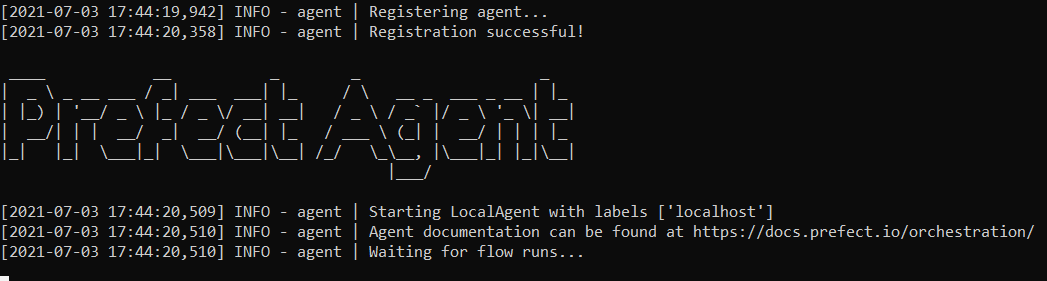 [2021-07-03 17:44:19,942] INFO - agent | Registering agent...
[2021-07-03 17:44:20,358] INFO - agent | Registration successful!
Prefect Agent
[2021-07-03 17:44:20,509] INFO - agent | Starting LocalAgent with labels ['localhost']
[2021-07-03 17:44:20,510] INFO - agent | Agent documentation can be found at https://docs.prefect.io/orchestration/
[2021-07-03 17:44:20,510] INFO - agent | Waiting for flow runs...